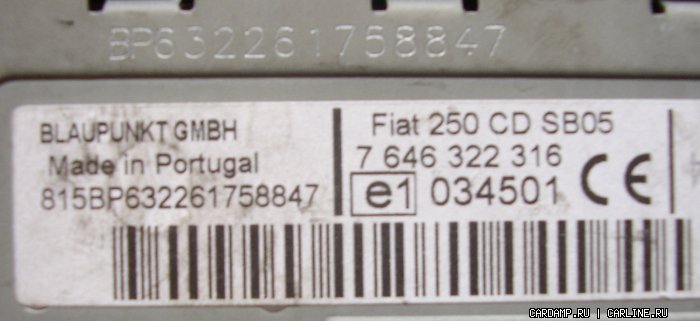 BP632261758847
BLAUPUNKT GMBH
Made in Portugal
815BP632261758847
Fiat 250 CD SB05
7 646 322 316
e1 034501 CE
CARDAMP.RU | CARLINE.RU